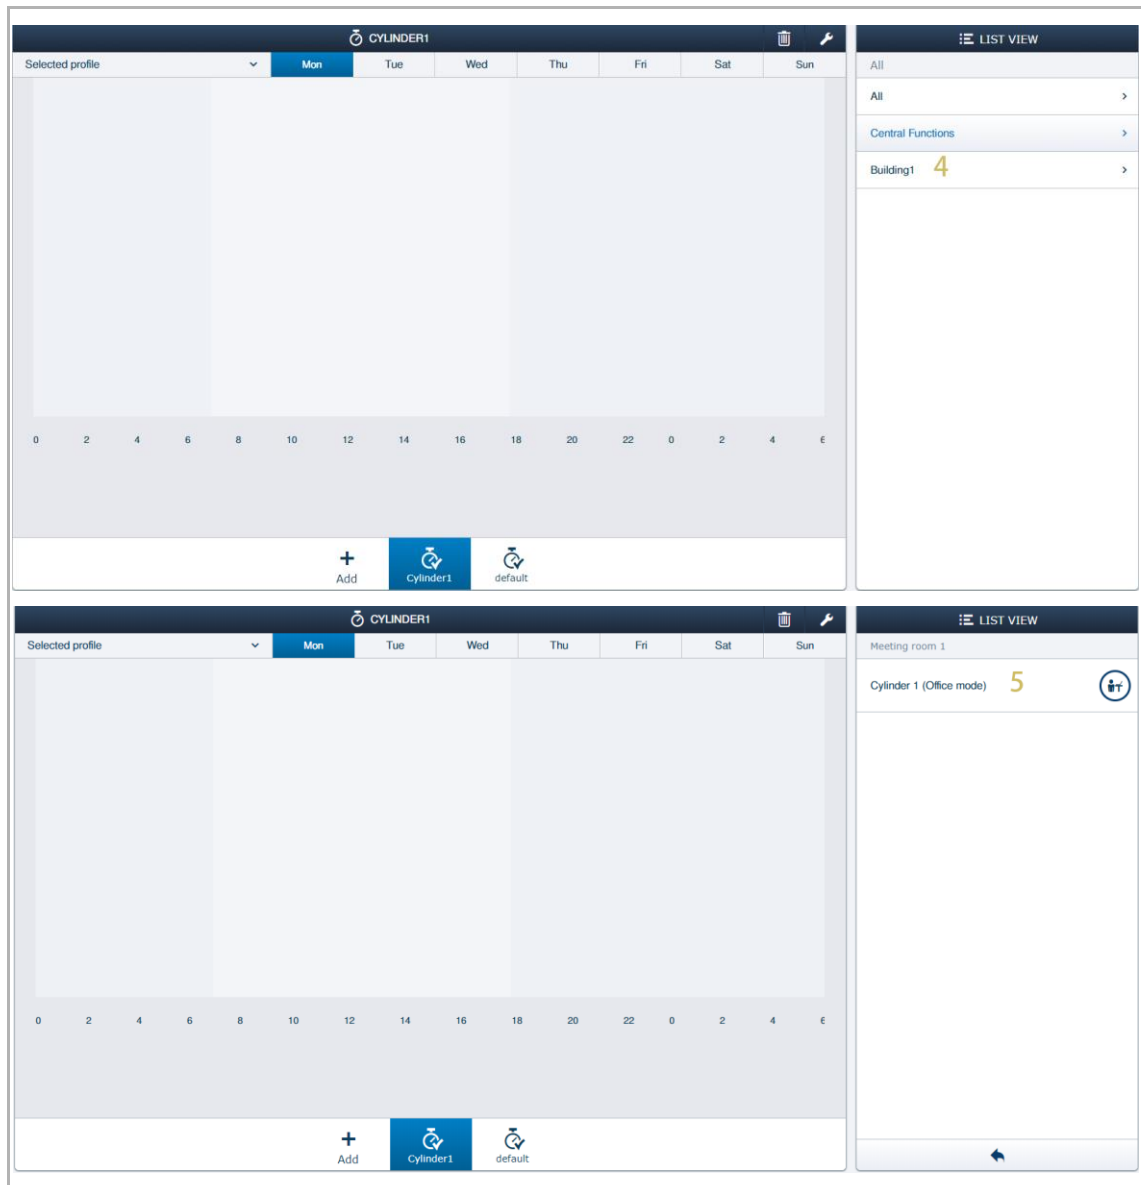 CYLINDER1
Selected profile Mon Tue Wed Thu Fri Sat Sun
0 2 4 6 8 10 12 14 16 18 20 22 0 2 4
Add Cylinder1 default
LIST VIEW
All
All
Central Functions
Building1 4
CYLINDER1
Selected profile Mon Tue Wed Thu Fri Sat Sun
0 2 4 6 8 10 12 14 16 18 20 22 0 2 4
Add Cylinder1 default
LIST VIEW
Meeting room 1
Cylinder 1 (Office mode) 5